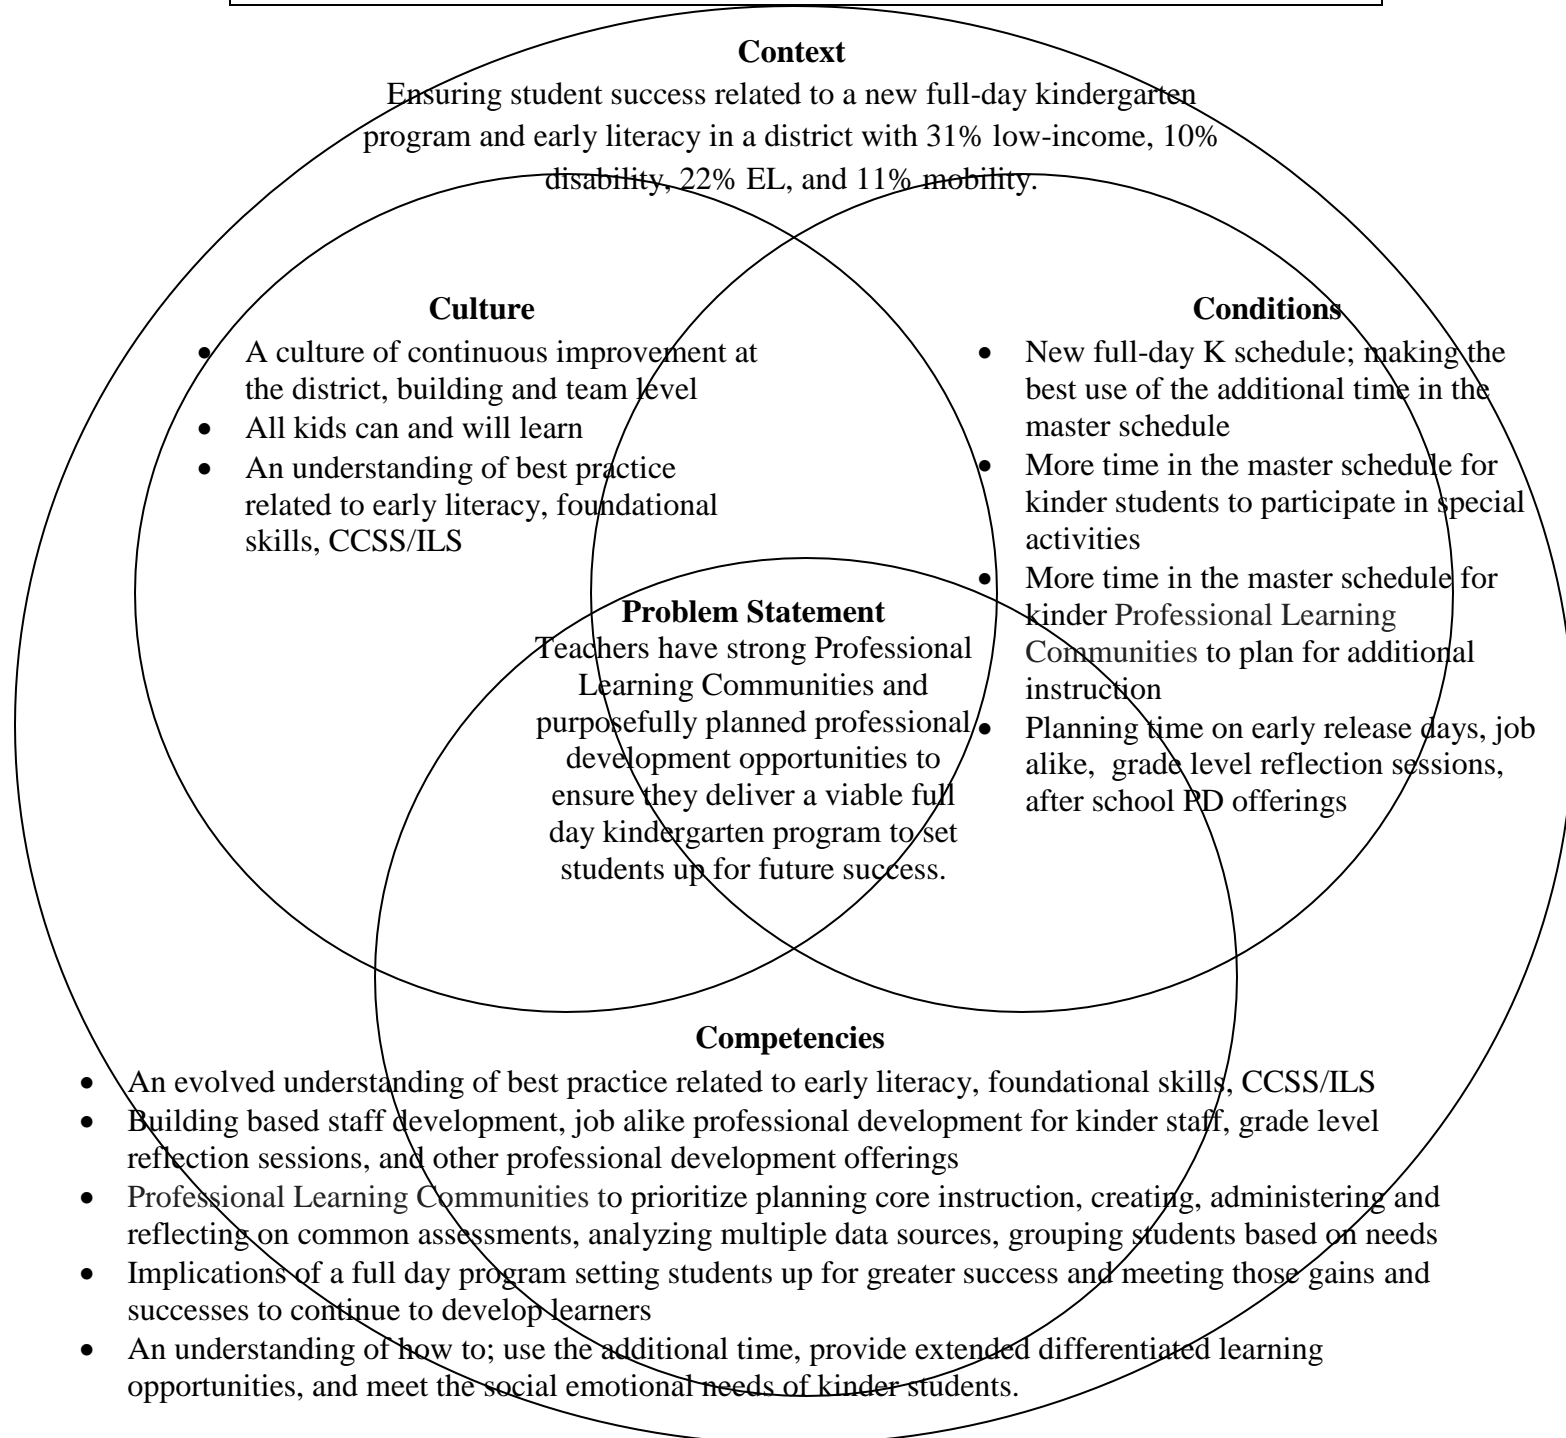 Context
Ensuring student success related to a new full-day kindergarten
program and early literacy in a district with 31% low-income, 10%
disability, 22% EL, and 11% mobility.
Culture
• A culture of continuous improvement at
the district, building and team level
• All kids can and will learn
• An understanding of best practice
related to early literacy, foundational
skills, CCSS/ILS
Conditions
• New full-day K schedule; making the
best use of the additional time in the
master schedule
• More time in the master schedule for
kinder students to participate in special
activities
• More time in the master schedule for
kinder Professional Learning
Communities to plan for additional
instruction
• Planning time on early release days, job
alike,  grade level reflection sessions,
after school PD offerings
Problem Statement
Teachers have strong Professional
Learning Communities and
purposefully planned professional
development opportunities to
ensure they deliver a viable full
day kindergarten program to set
students up for future success.
Competencies
• An evolved understanding of best practice related to early literacy, foundational skills, CCSS/ILS
• Building based staff development, job alike professional development for kinder staff, grade level
reflection sessions, and other professional development offerings
• Professional Learning Communities to prioritize planning core instruction, creating, administering and
reflecting on common assessments, analyzing multiple data sources, grouping students based on needs
• Implications of a full day program setting students up for greater success and meeting those gains and
successes to continue to develop learners
• An understanding of how to; use the additional time, provide extended differentiated learning
opportunities, and meet the social emotional needs of kinder students.